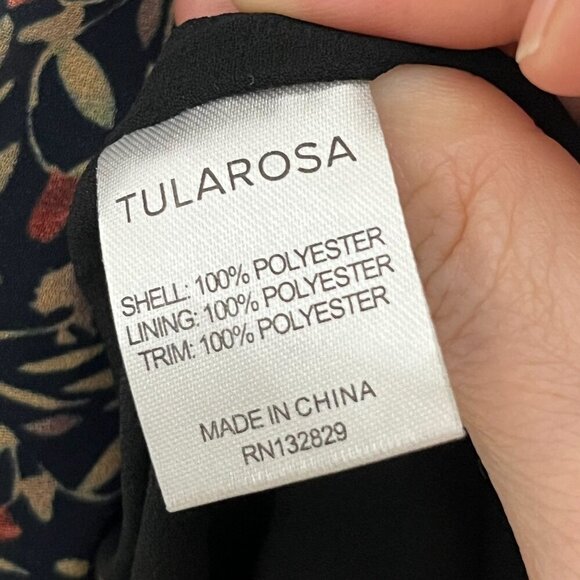 TULAROSA
SHELL: 100% POLYESTER
LINING: 100% POLYESTER
TRIM: 100% POLYESTER
MADE IN CHINA
RN132829